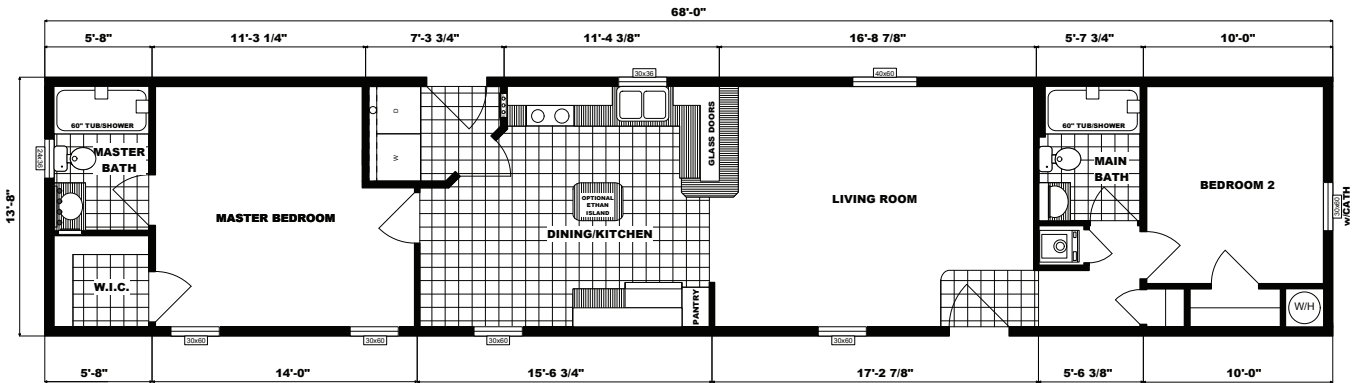 68'-0"
5'-8"
11'-3 1/4"
7'-3 3/4"
11'-4 3/8"
16'-8 7/8"
5'-7 3/4"
10'-0"
30x36
40x60
60" TUB/SHOWER
D
W
GLASS DOORS
60" TUB/SHOWER
24x36
MASTER
BATH
13'-8"
MASTER BEDROOM
OPTIONAL
ETHAN
ISLAND
DINING/KITCHEN
LIVING ROOM
MAIN
BATH
BEDROOM 2
30x60
w/CATH
W.I.C.
PANTRY
W/H
30x60
30x60
30x60
30x60
5'-8"
14'-0"
15'-6 3/4"
17'-2 7/8"
5'-6 3/8"
10'-0"